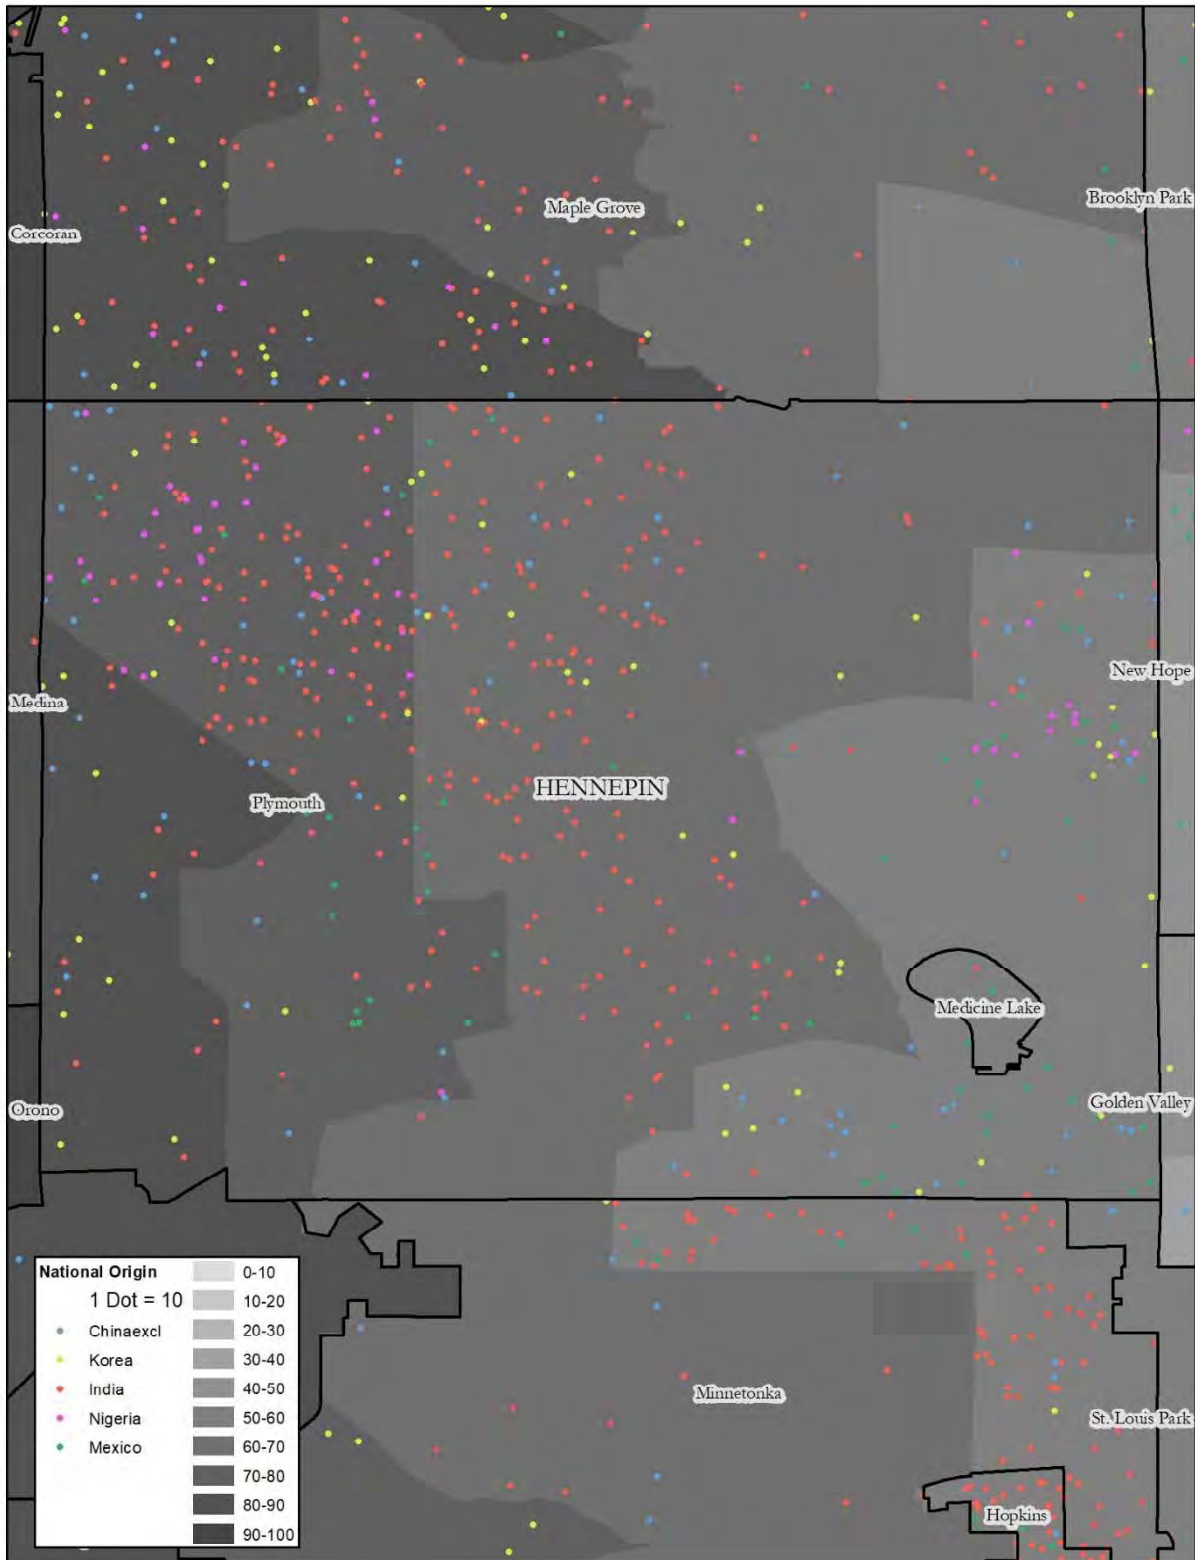 Brooklyn Park
Maple Grove
Corcoran
New Hope
Medina
HENNEPIN
Plymouth
Medicine Lake
Golden Valley
Orono
National Origin
1 Dot = 10
Chinaexcl
Korea
India
Nigeria
Mexico
0-10
10-20
20-30
30-40
40-50
50-60
60-70
70-80
80-90
90-100
Minnetonka
St. Louis Park
Hopkins